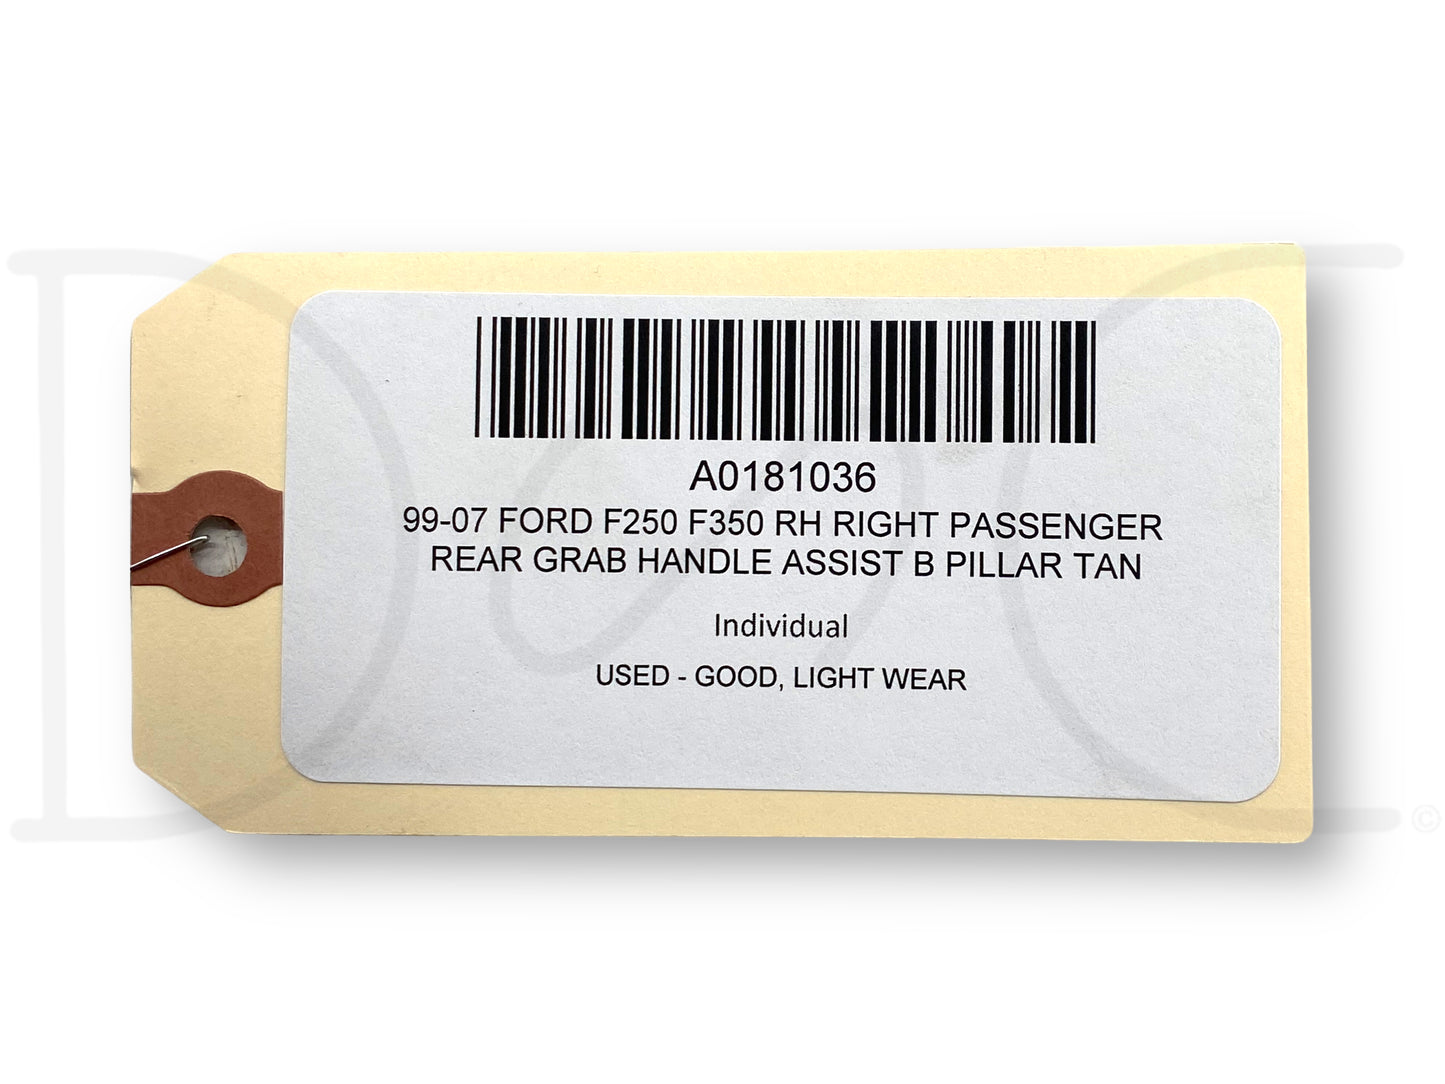 A0181036
99-07 FORD F250 F350 RH RIGHT PASSENGER
REAR GRAB HANDLE ASSIST B PILLAR TAN
Individual
USED - GOOD, LIGHT WEAR
©